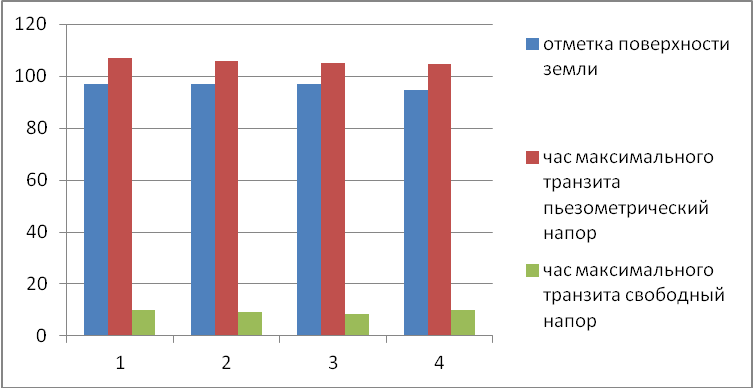 120
100
80
60
40
20
0
1 2 3 4
отметка поверхности
земли
час максимального
транзита
пьезометрический
напор
час максимального
транзита свободный
напор